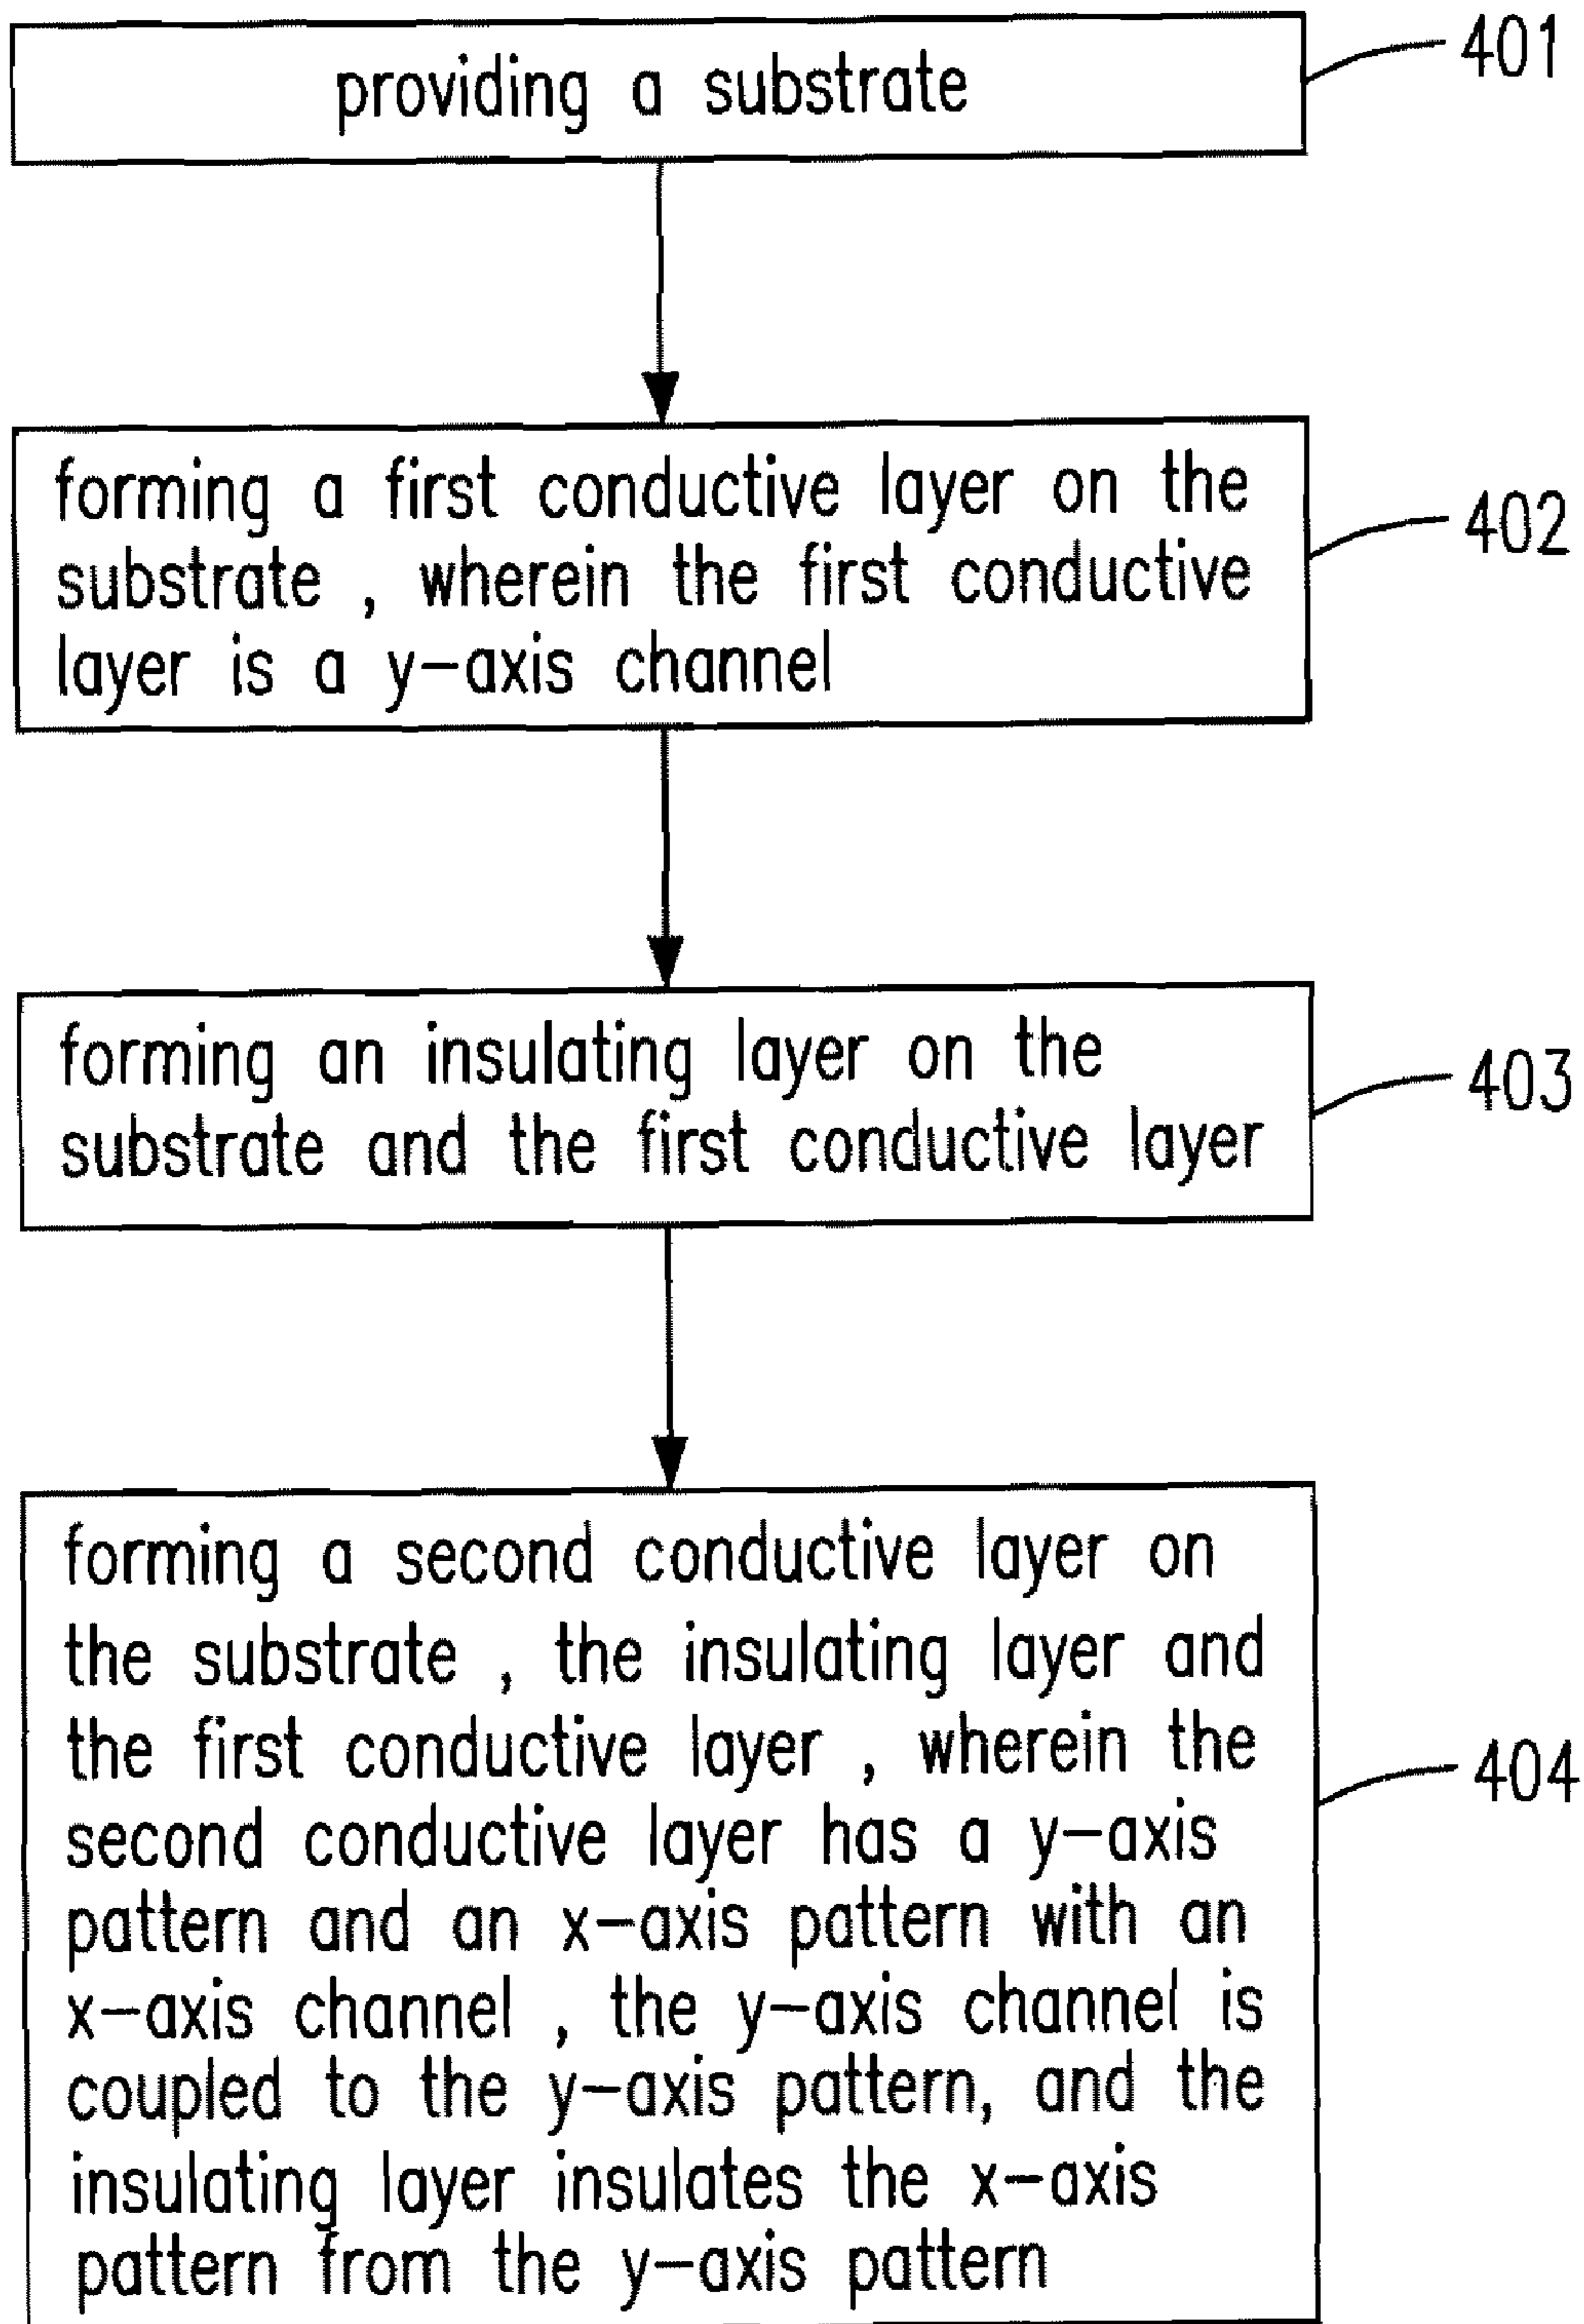 providing a substrate
401
forming a first conductive layer on the
substrate , wherein the first conductive
layer is a y-axis channel
402
forming an insulating layer on the
substrate and the first conductive layer
403
forming a second conductive layer on
the substrate , the insulating layer and
the first conductive layer , wherein the
second conductive layer has a y-axis
pattern and an x-axis pattern with an
x-axis channel , the y-axis channel is
coupled to the y-axis pattern, and the
insulating layer insulates the x-axis
pattern from the y-axis pattern
404